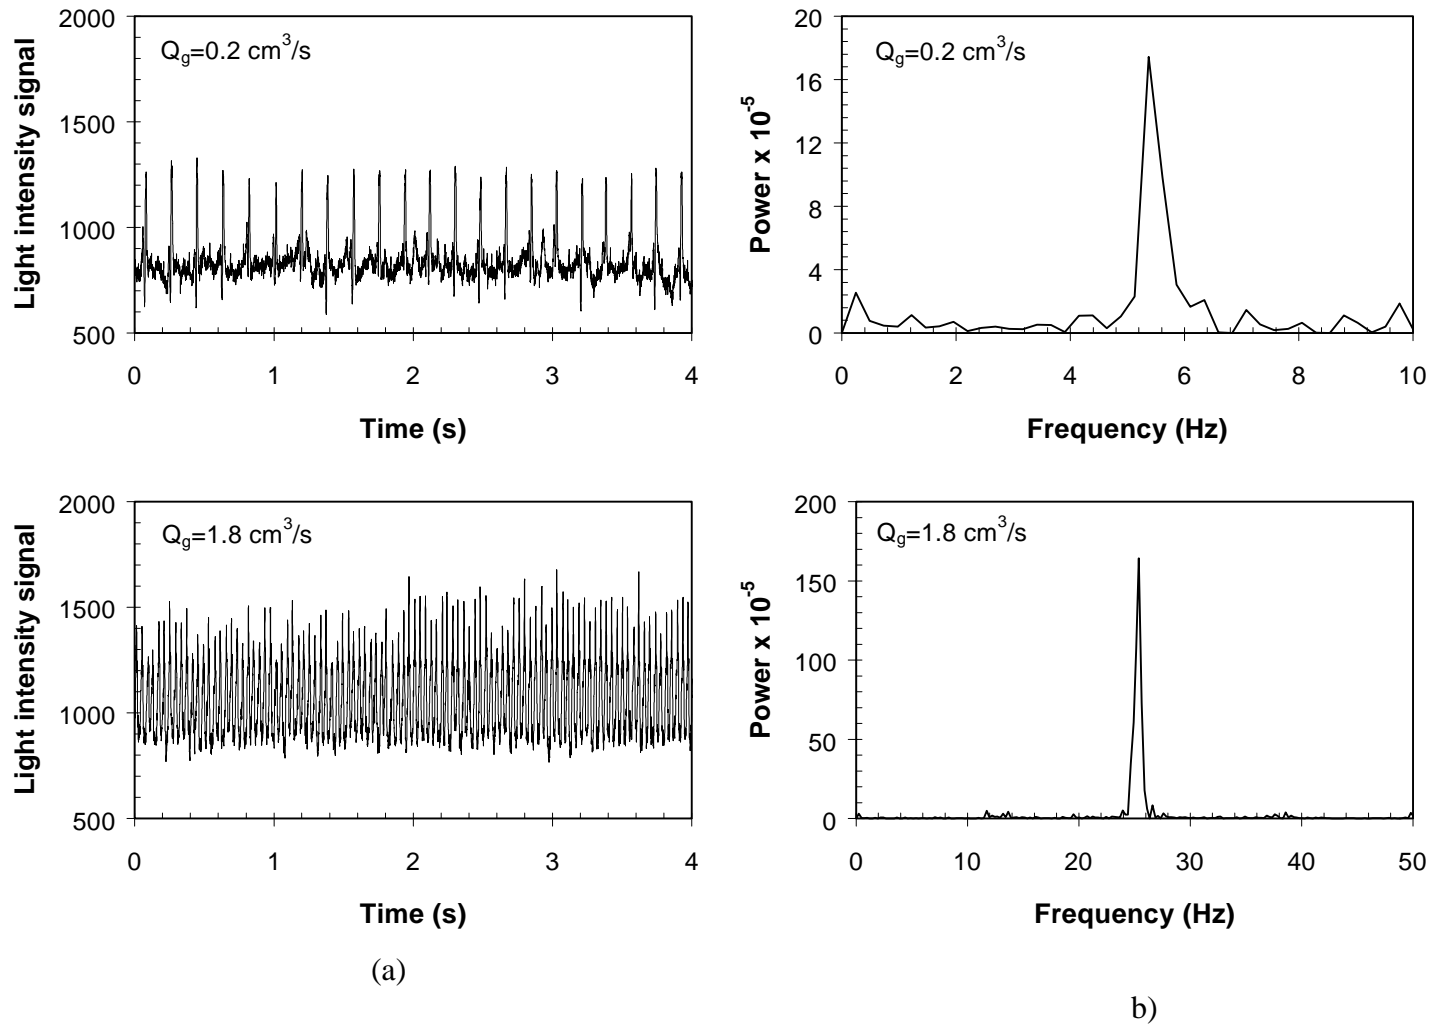 2000
1500
1000
500
Light intensity signal
Q_g=0.2 cm^3/s
0 1 2 3 4
Time (s)
20
16
12
8
4
0
Power x 10^-5
Q_g=0.2 cm^3/s
0 2 4 6 8 10
Frequency (Hz)
2000
1500
1000
500
Light intensity signal
Q_g=1.8 cm^3/s
0 1 2 3 4
Time (s)
(a)
200
150
100
50
0
Power x 10^-5
Q_g=1.8 cm^3/s
0 10 20 30 40 50
Frequency (Hz)
b)